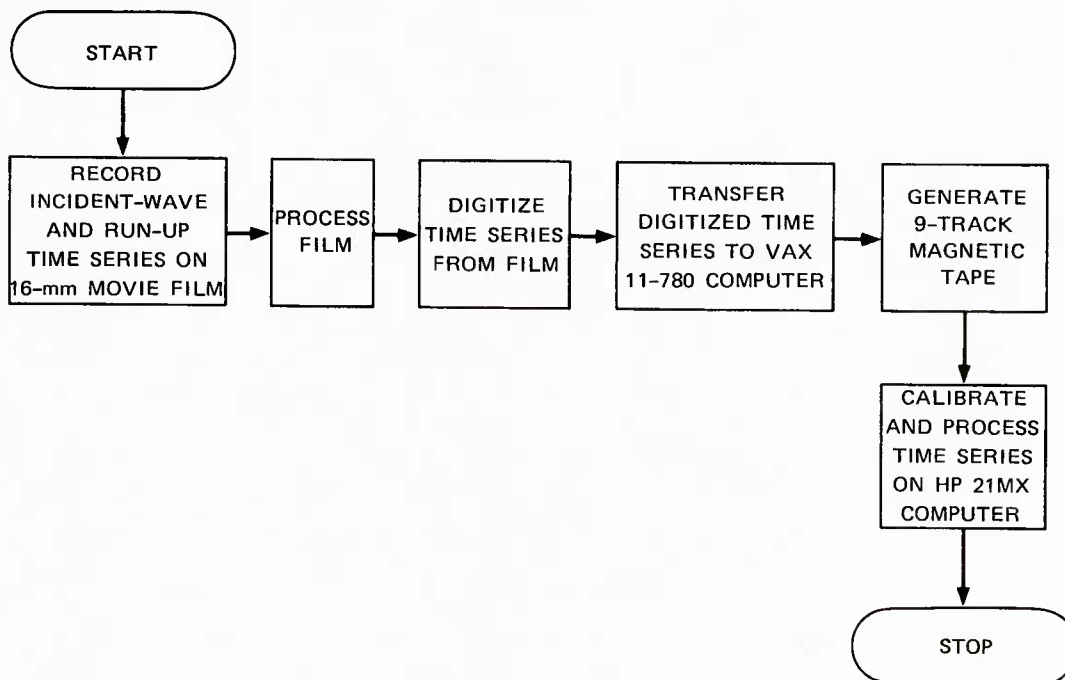 START
RECORD
INCIDENT-WAVE
AND RUN-UP
TIME SERIES ON
16-mm MOVIE FILM
PROCESS
FILM
DIGITIZE
TIME SERIES
FROM FILM
TRANSFER
DIGITIZED TIME
SERIES TO VAX
11-780 COMPUTER
GENERATE
9-TRACK
MAGNETIC
TAPE
CALIBRATE
AND PROCESS
TIME SERIES
ON HP 21MX
COMPUTER
STOP